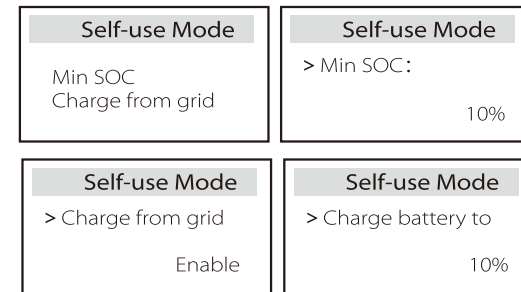 Self-use Mode
Min SOC
Charge from grid
Self-use Mode
> Min SOC:
10%
Self-use Mode
> Charge from grid
Enable
Self-use Mode
> Charge battery to
10%